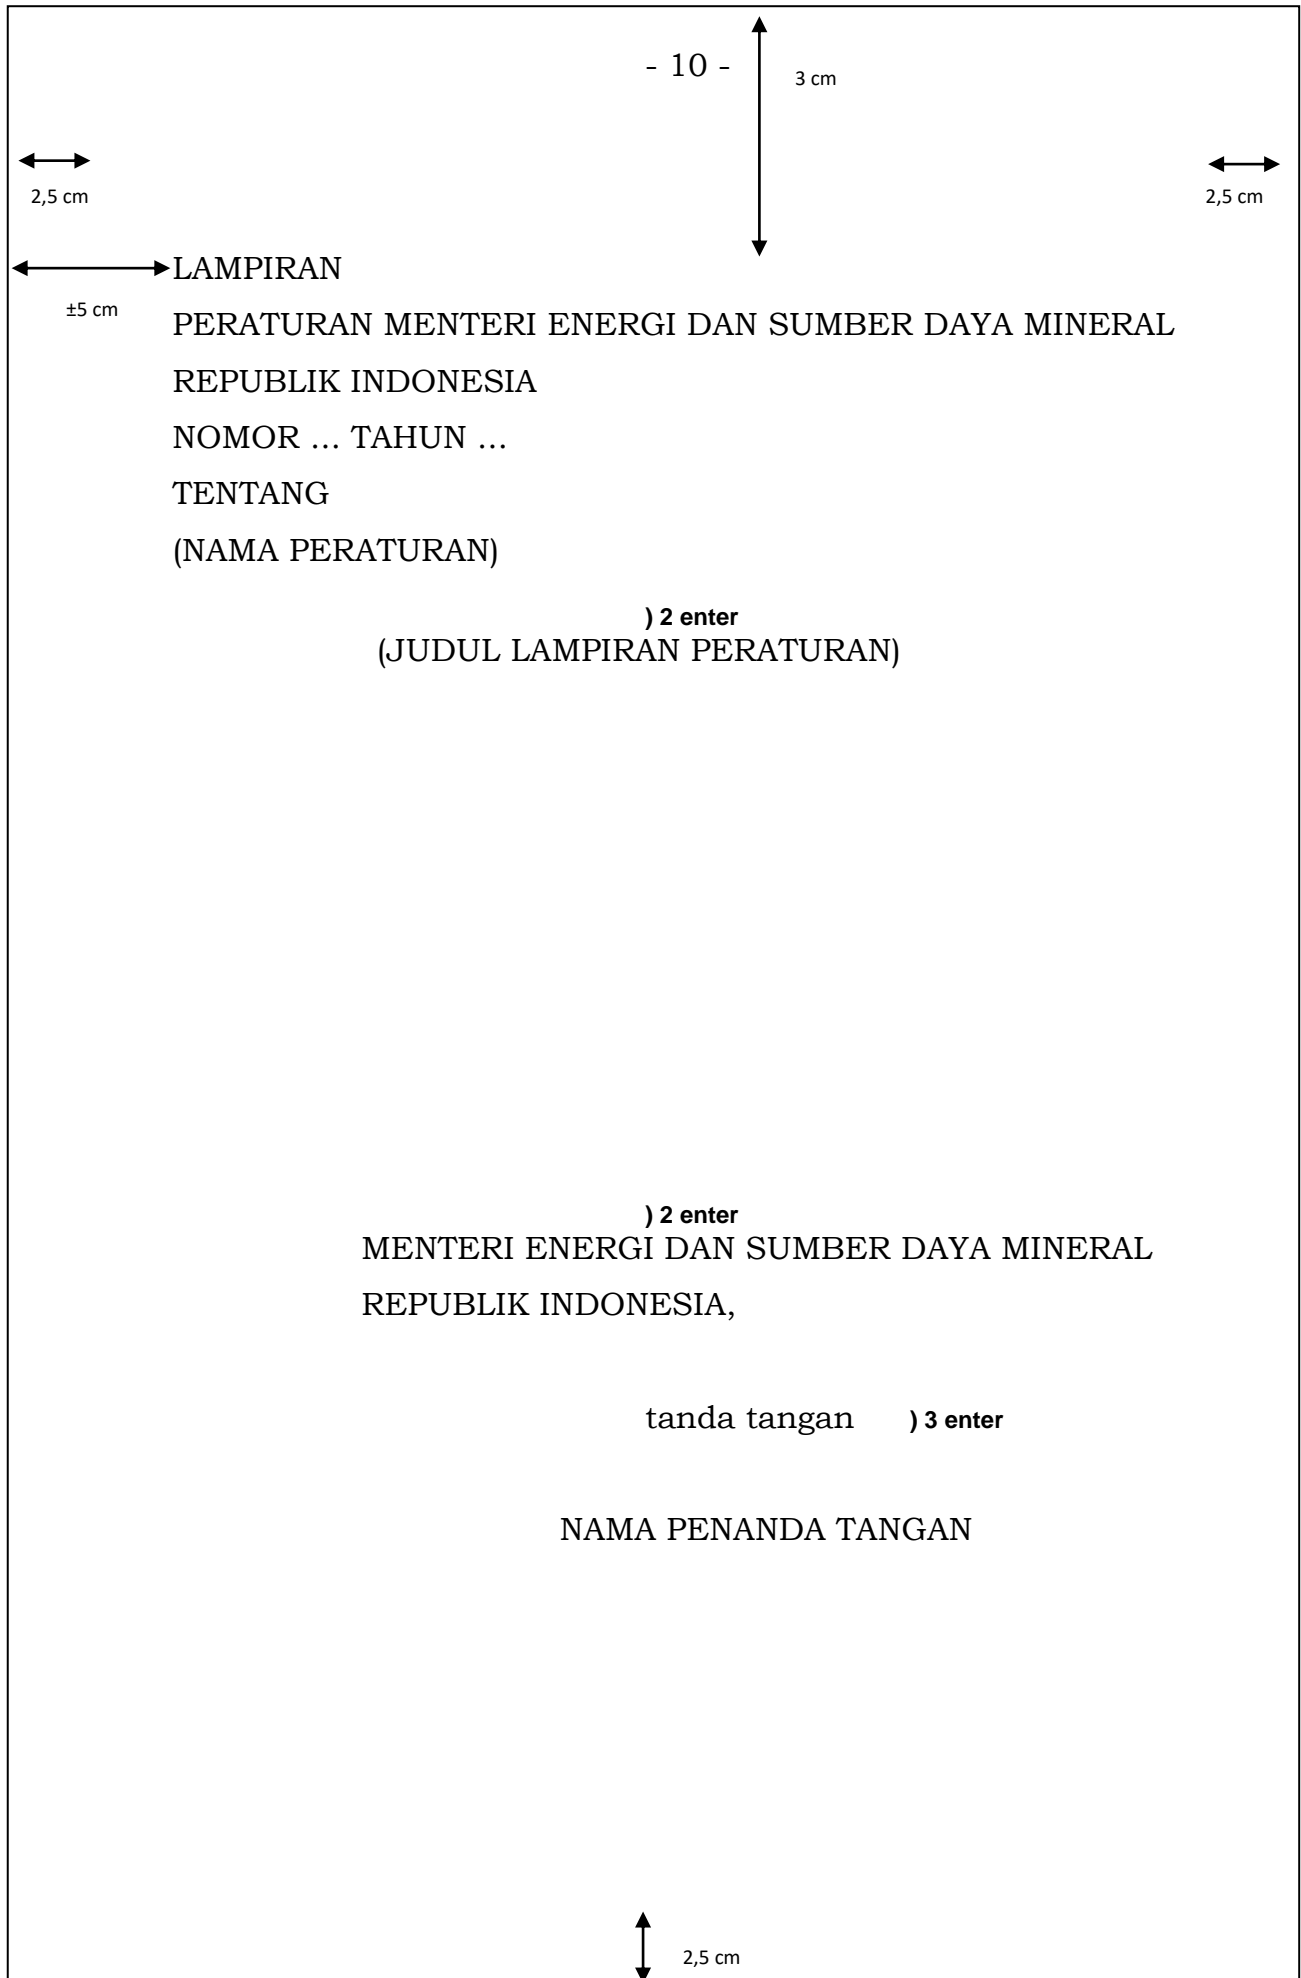 - 10 -
3 cm
2,5 cm
2,5 cm
LAMPIRAN
±5 cm
PERATURAN MENTERI ENERGI DAN SUMBER DAYA MINERAL
REPUBLIK INDONESIA
NOMOR ... TAHUN ...
TENTANG
(NAMA PERATURAN)
) 2 enter
(JUDUL LAMPIRAN PERATURAN)
) 2 enter
MENTERI ENERGI DAN SUMBER DAYA MINERAL
REPUBLIK INDONESIA,
tanda tangan ) 3 enter
NAMA PENANDA TANGAN
2,5 cm